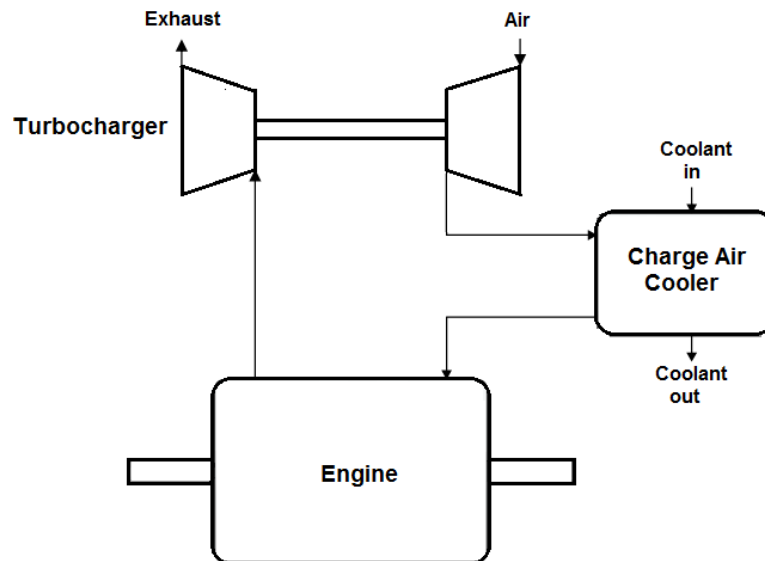 Exhaust
Air
Turbocharger
Coolant
in
Charge Air
Cooler
Coolant
out
Engine